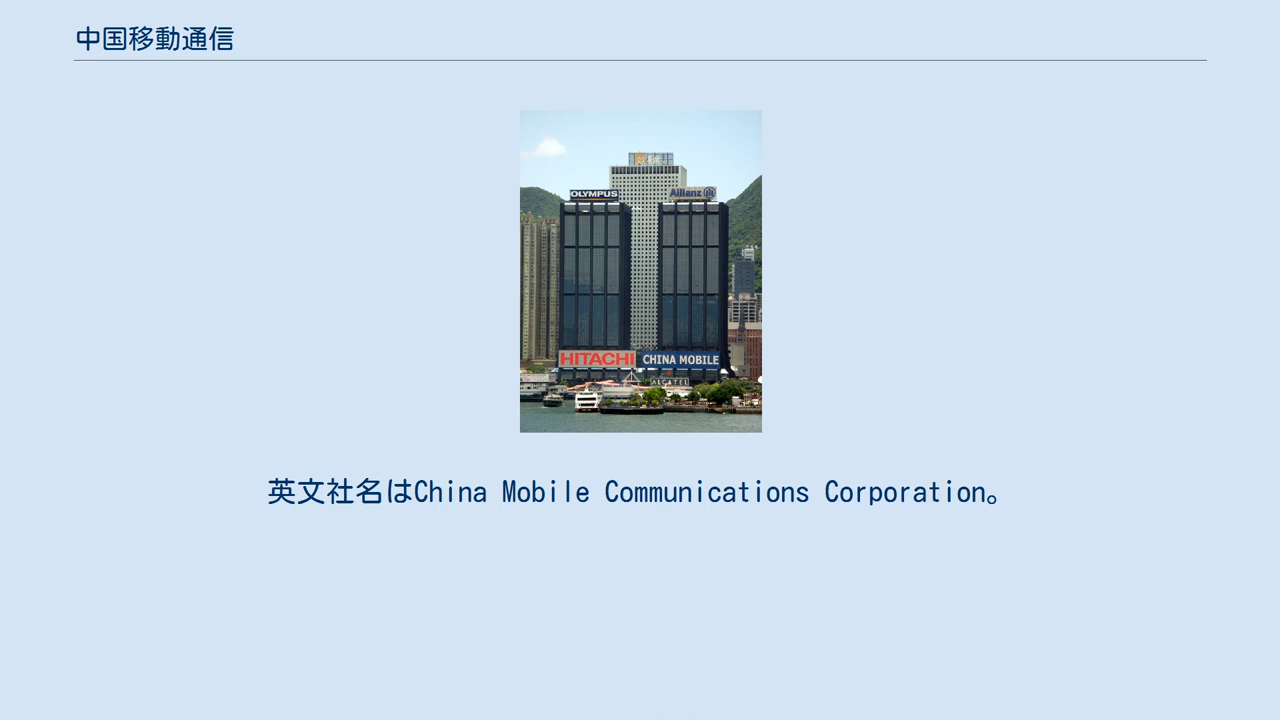 中国移動通信
OLYMPUS
Allianz
HITACHI
CHINA MOBILE
ALCATEL
英文社名はChina Mobile Communications Corporation。